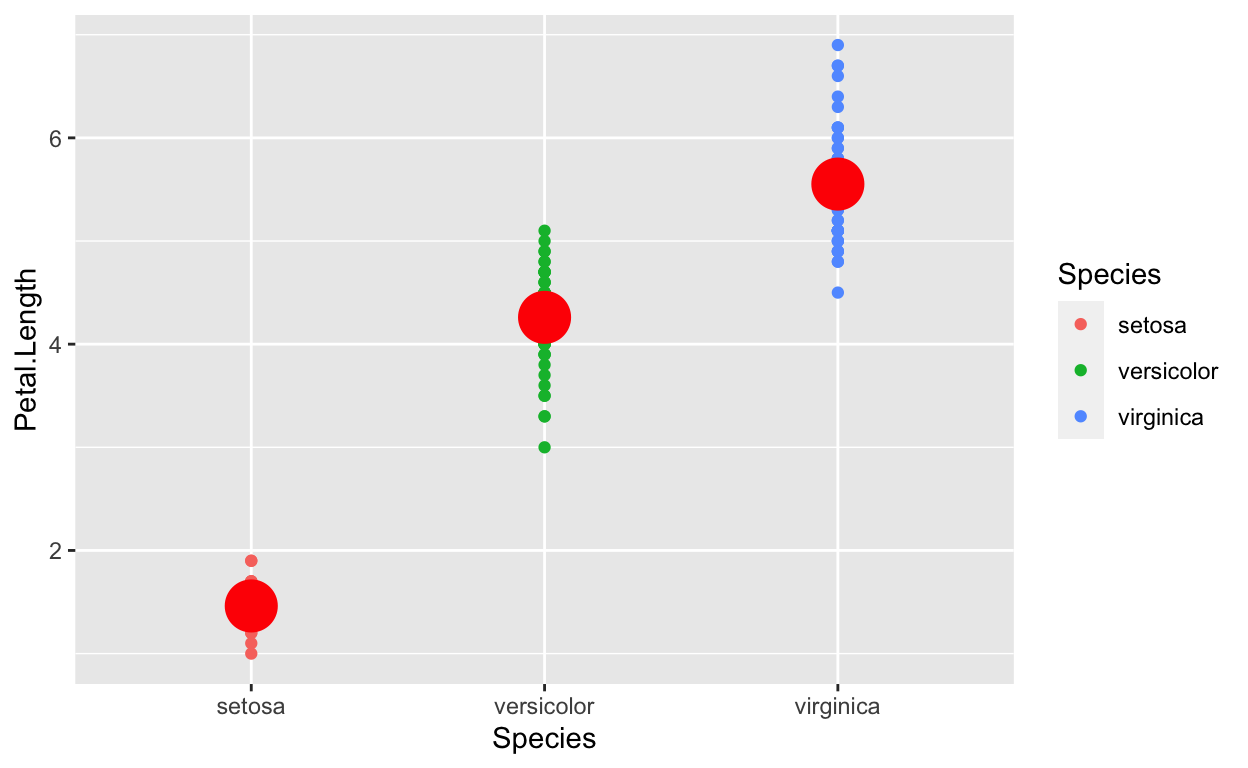 6
4
2
Petal.Length
setosa
versicolor
virginica
Species
Species
setosa
versicolor
virginica